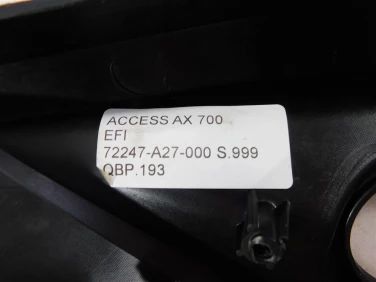 ACCESS AX 700
EFI
72247-A27-000 S.999
QBP.193